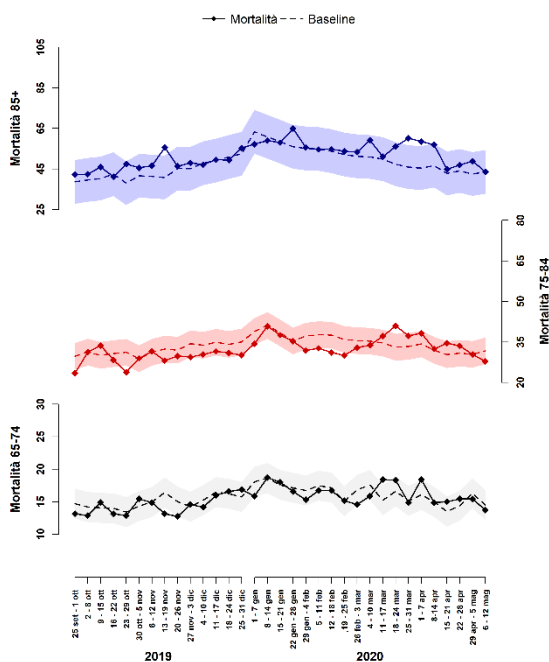 Mortalità
Baseline
Mortalità 85+
105
85
65
45
25
Mortalità 75-84
80
65
50
35
20
Mortalità 65-74
30
25
20
15
10
25 set - 1 ott
2 - 8 ott
9 - 15 ott
16 - 22 ott
23 - 29 ott
30 ott - 5 nov
6 - 12 nov
13 - 19 nov
20 - 26 nov
27 nov - 3 dic
4 - 10 dic
11 - 17 dic
18 - 24 dic
25 - 31 dic
1 - 7 gen
8 - 14 gen
15 - 21 gen
22 gen - 28 gen
29 gen - 4 feb
5 - 11 feb
12 - 18 feb
,19 - 25 feb
26 feb - 3 mar
4 - 10 mar
11 - 17 mar
18 - 24 mar
25 - 31 mar
1 - 7 apr
8 -14 apr
15 - 21 apr
22 - 28 apr
29 apr - 5 mag
6 - 12 mag
2019
2020